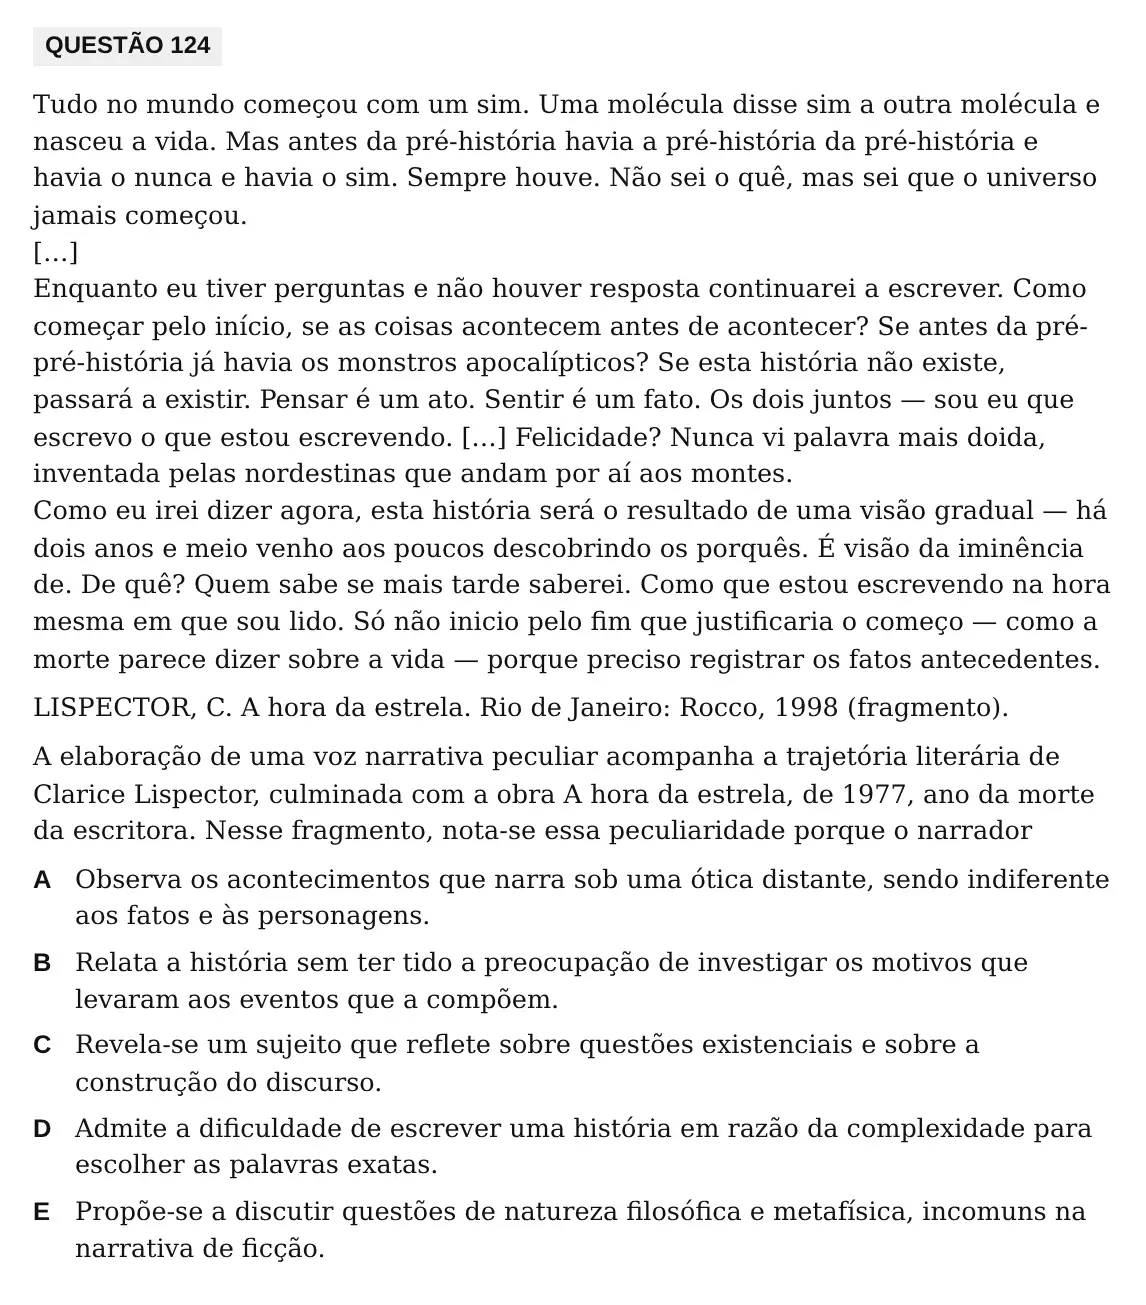 QUESTÃO 124
Tudo no mundo começou com um sim. Uma molécula disse sim a outra molécula e
nasceu a vida. Mas antes da pré-história havia a pré-história da pré-história e
havia o nunca e havia o sim. Sempre houve. Não sei o quê, mas sei que o universo
jamais começou.
[...]
Enquanto eu tiver perguntas e não houver resposta continuarei a escrever. Como
começar pelo início, se as coisas acontecem antes de acontecer? Se antes da pré-
pré-história já havia os monstros apocalípticos? Se esta história não existe,
passará a existir. Pensar é um ato. Sentir é um fato. Os dois juntos — sou eu que
escrevo o que estou escrevendo. [...] Felicidade? Nunca vi palavra mais doida,
inventada pelas nordestinas que andam por aí aos montes.
Como eu irei dizer agora, esta história será o resultado de uma visão gradual — há
dois anos e meio venho aos poucos descobrindo os porquês. É visão da iminência
de. De quê? Quem sabe se mais tarde saberei. Como que estou escrevendo na hora
mesma em que sou lido. Só não inicio pelo fim que justificaria o começo — como a
morte parece dizer sobre a vida — porque preciso registrar os fatos antecedentes.
LISPECTOR, C. A hora da estrela. Rio de Janeiro: Rocco, 1998 (fragmento).
A elaboração de uma voz narrativa peculiar acompanha a trajetória literária de
Clarice Lispector, culminada com a obra A hora da estrela, de 1977, ano da morte
da escritora. Nesse fragmento, nota-se essa peculiaridade porque o narrador
A Observa os acontecimentos que narra sob uma ótica distante, sendo indiferente
aos fatos e às personagens.
B Relata a história sem ter tido a preocupação de investigar os motivos que
levaram aos eventos que a compõem.
C Revela-se um sujeito que reflete sobre questões existenciais e sobre a
construção do discurso.
D Admite a dificuldade de escrever uma história em razão da complexidade para
escolher as palavras exatas.
E Propõe-se a discutir questões de natureza filosófica e metafísica, incomuns na
narrativa de ficção.